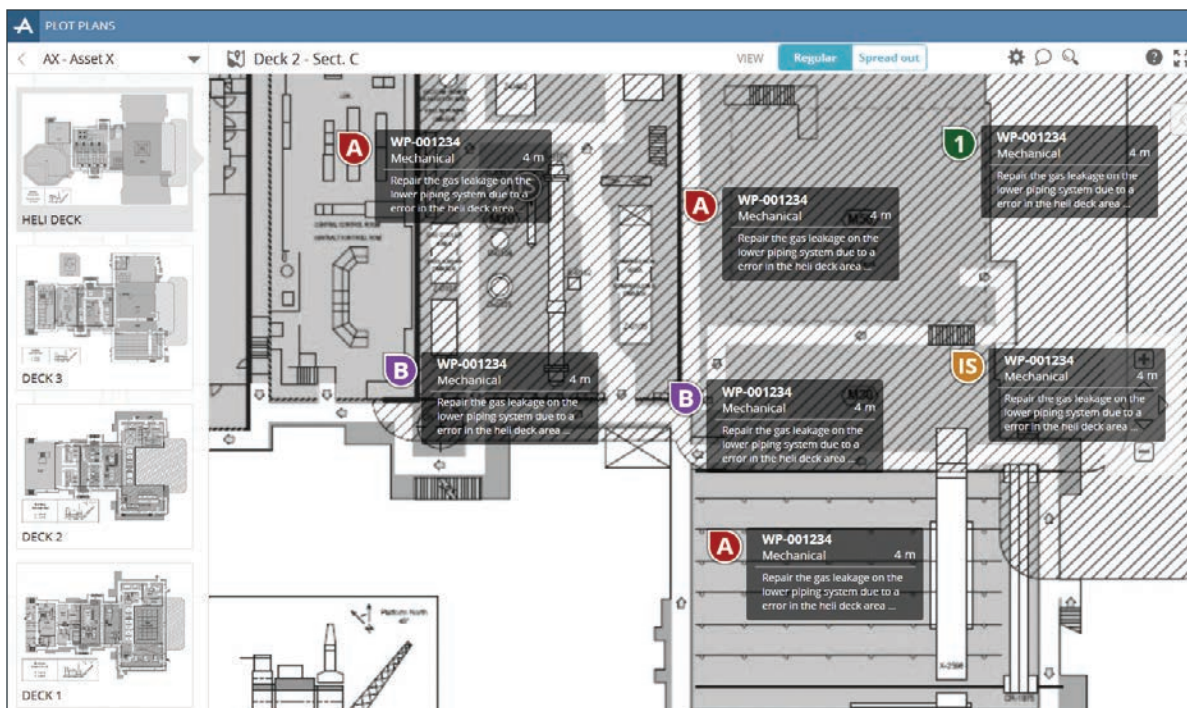 PLOT PLANS
AX - Asset X
Deck 2 - Sect. C
VIEW
Regular
Spread out
HELI DECK
DECK 3
DECK 2
DECK 1
A
WP-001234
Mechanical 4 m
Repair the gas leakage on the
lower piping system due to a
error in the heli deck area ...
1
WP-001234
Mechanical 4 m
Repair the gas leakage on the
lower piping system due to a
error in the heli deck area ...
A
WP-001234
Mechanical 4 m
Repair the gas leakage on the
lower piping system due to a
error in the heli deck area ...
B
WP-001234
Mechanical 4 m
Repair the gas leakage on the
lower piping system due to a
error in the heli deck area ...
B
WP-001234
Mechanical 4 m
Repair the gas leakage on the
lower piping system due to a
error in the heli deck area ...
IS
WP-001234
Mechanical 4 m
Repair the gas leakage on the
lower piping system due to a
error in the heli deck area ...
A
WP-001234
Mechanical 4 m
Repair the gas leakage on the
lower piping system due to a
error in the heli deck area ...
Platform North